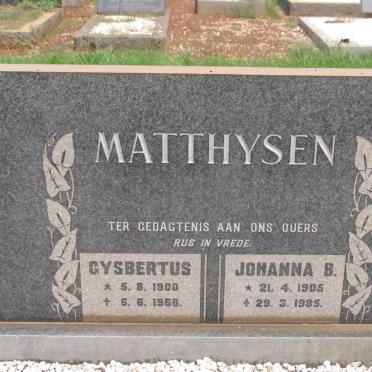 MATTHYSEN
TER GEDAGTENIS AAN ONS OUERS
RUS IN VREDE.
GYSBERTUS
* 5. 8. 1900
+ 6. 6. 1966.
JOHANNA B.
* 21. 4. 1905
+ 29. 3. 1985.